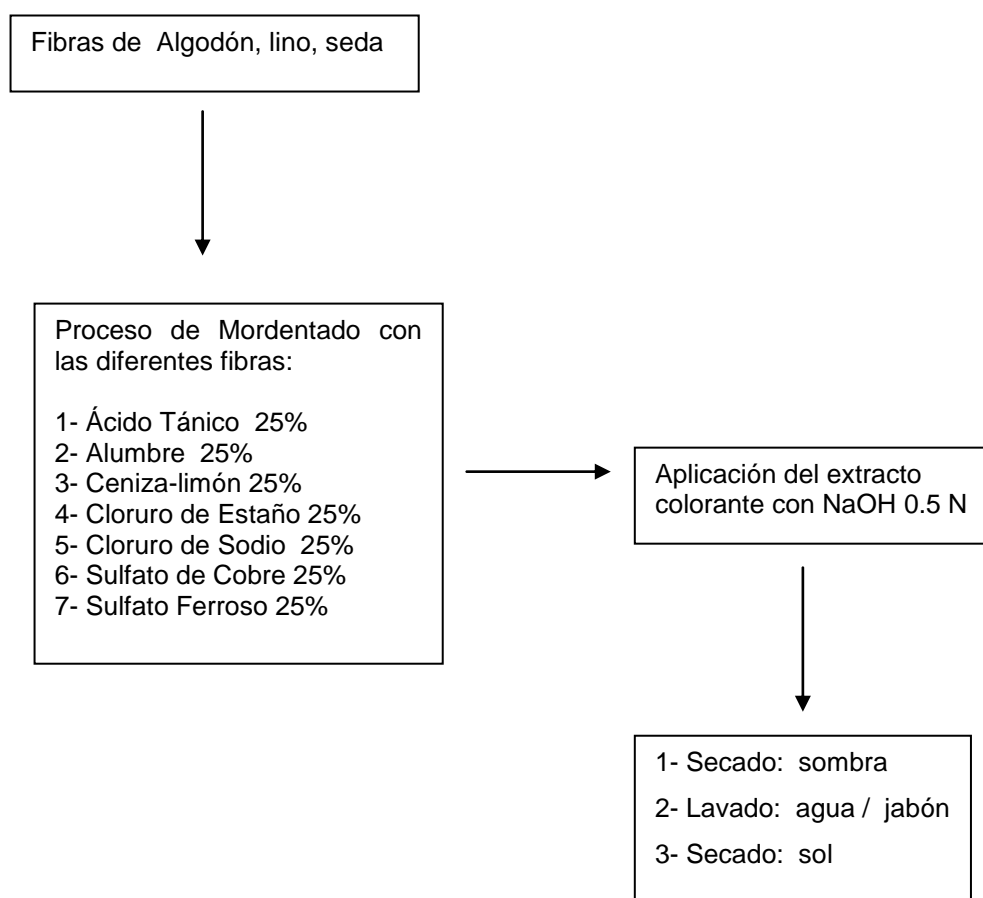 Fibras de Algodón, lino, seda
Proceso de Mordentado con
las diferentes fibras:
1- Ácido Tánico 25%
2- Alumbre 25%
3- Ceniza-limón 25%
4- Cloruro de Estaño 25%
5- Cloruro de Sodio 25%
6- Sulfato de Cobre 25%
7- Sulfato Ferroso 25%
Aplicación del extracto
colorante con NaOH 0.5 N
1- Secado: sombra
2- Lavado: agua / jabón
3- Secado: sol